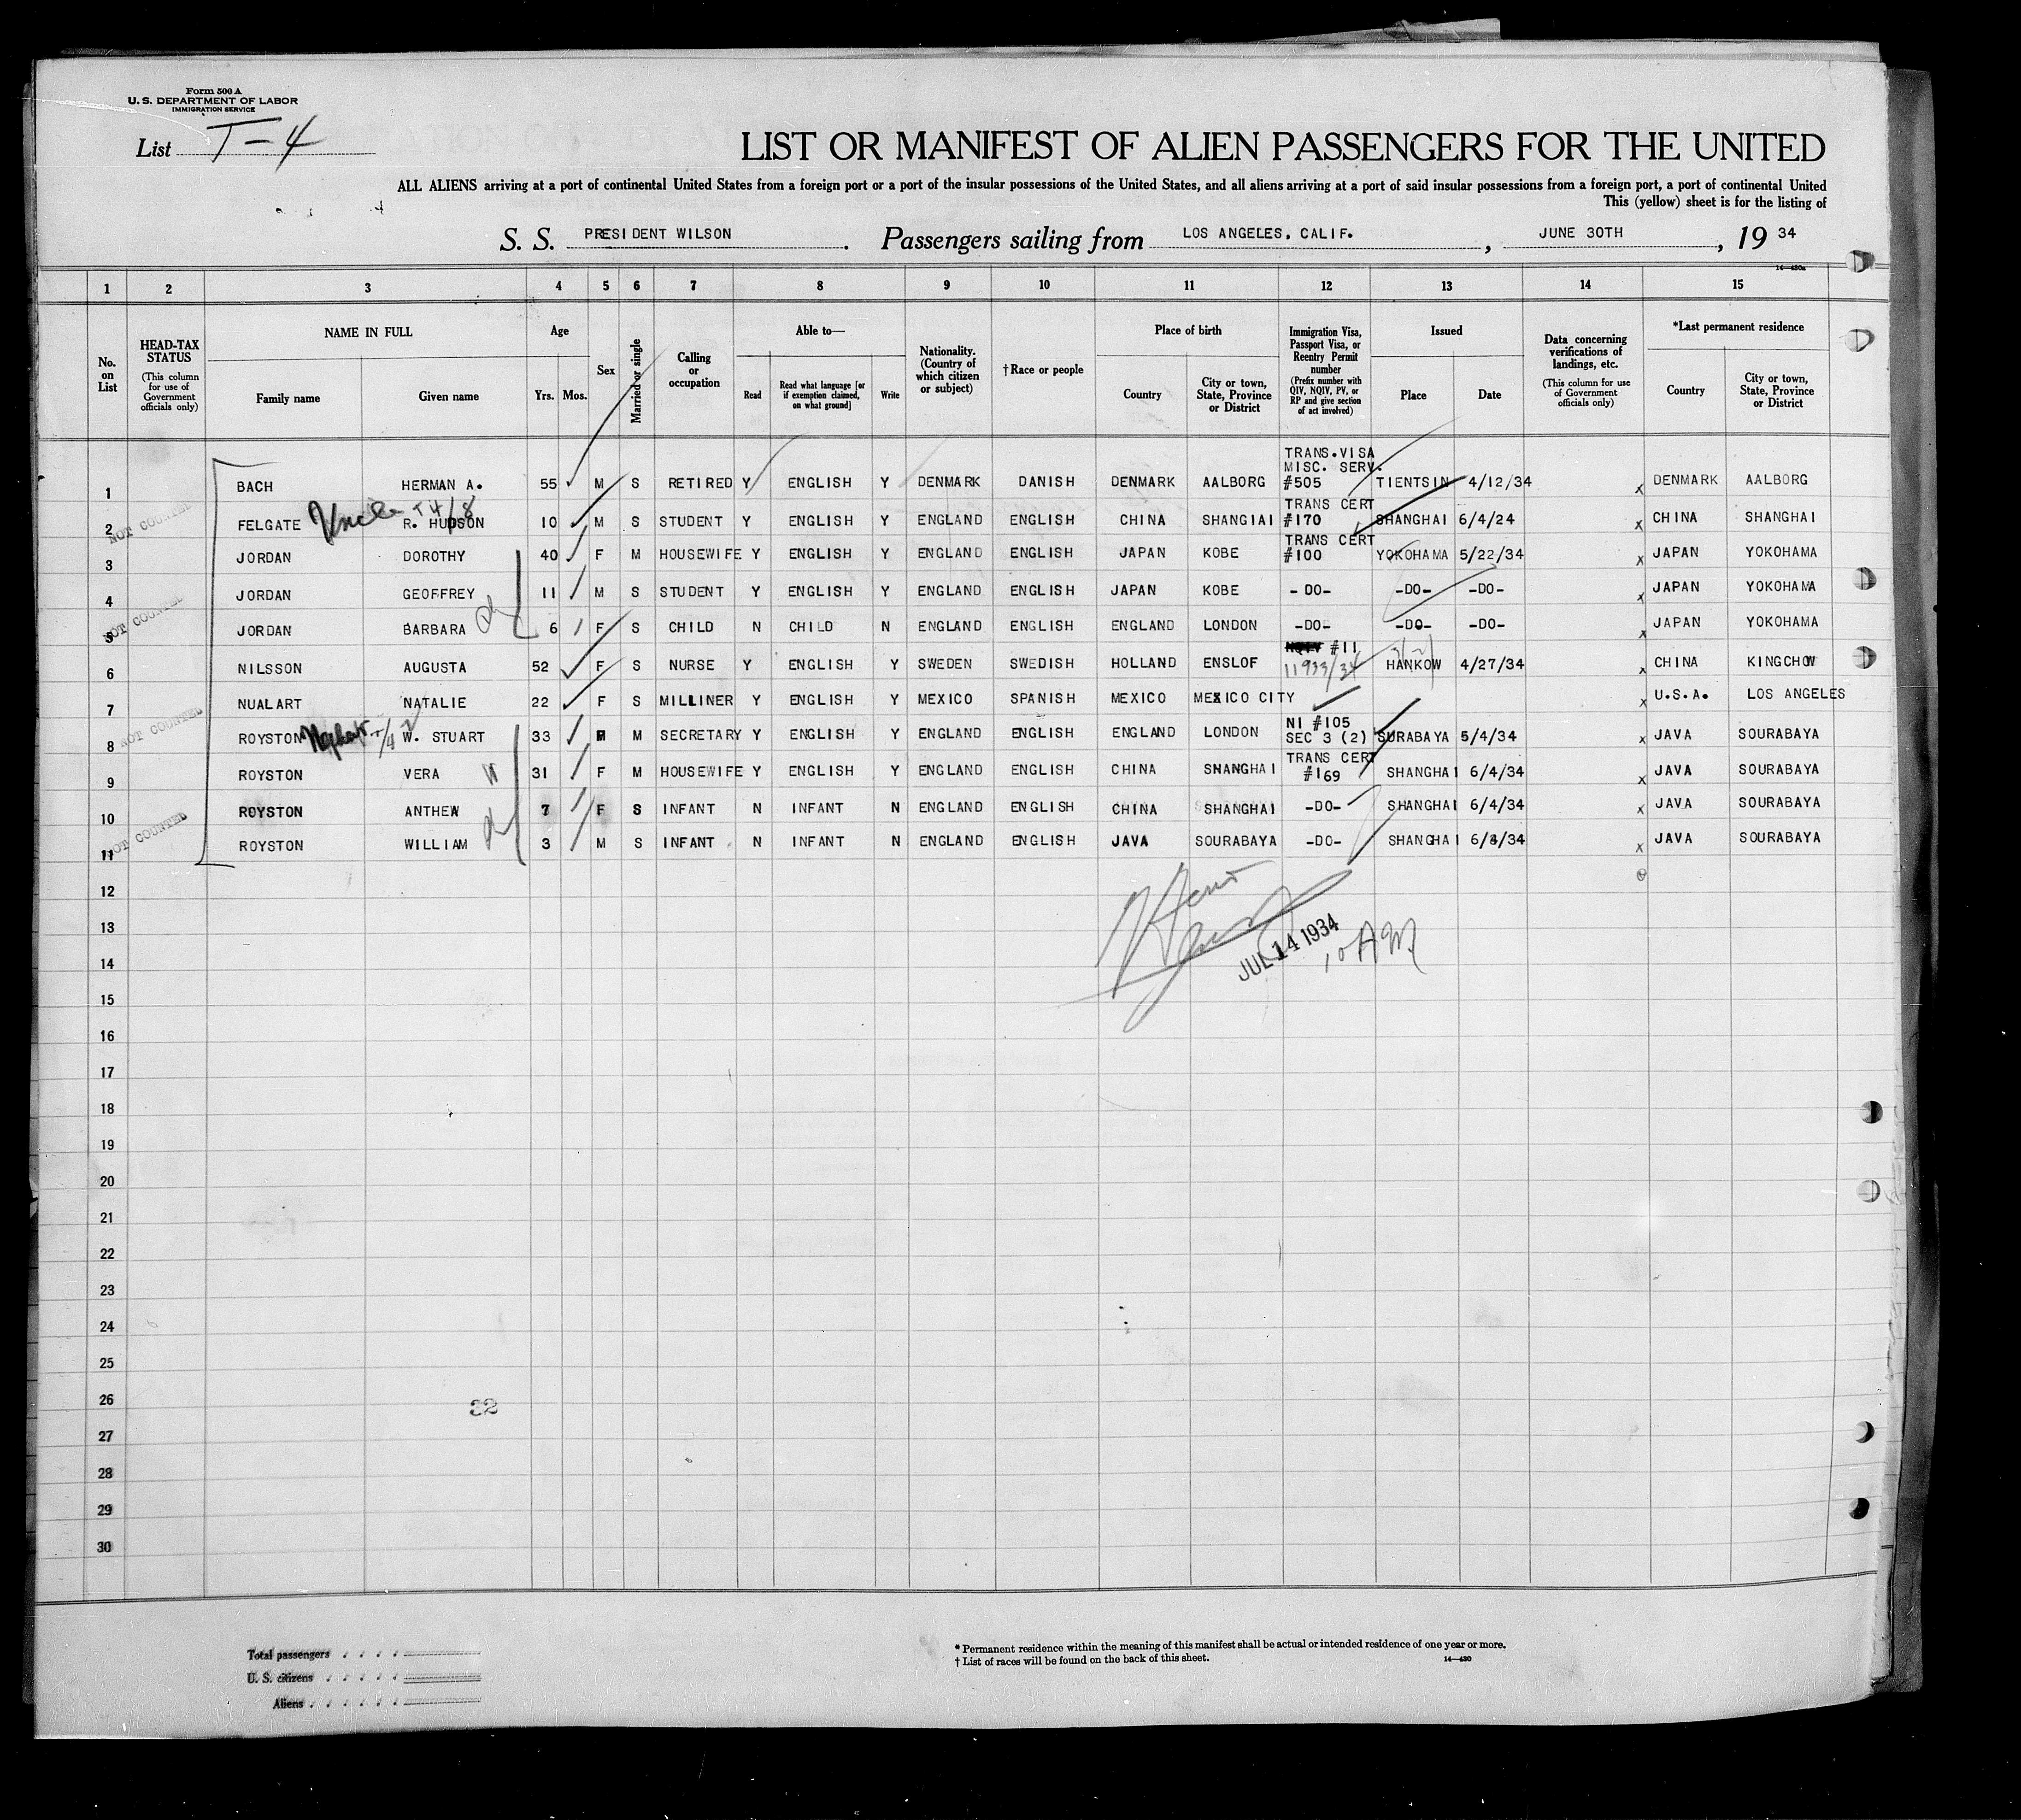 Form 500 A
U. S. DEPARTMENT OF LABOR
IMMIGRATION SERVICE
List T-4
LIST OR MANIFEST OF ALIEN PASSENGERS FOR THE UNITED
ALL ALIENS arriving at a port of continental United States from a foreign port or a port of the insular possessions of the United States, and all aliens arriving at a port of said insular possessions from a foreign port, a port of continental United
This (yellow) sheet is for the listing of
S. S. PRESIDENT WILSON. Passengers sailing from LOS ANGELES, CALIF., JUNE 30TH, 19 34
14—430a
1 2 3 4 5 6 7 8 9 10 11 12 13 14 15
No. on List
HEAD-TAX STATUS (This column for use of Government officials only)
NAME IN FULL
Family name Given name
Age
Yrs. Mos.
Sex
Married or single
Calling or occupation
Able to—
Read Read what language [or if exemption claimed, on what ground] Write
Nationality. (Country of which citizen or subject)
†Race or people
Place of birth
Country City or town, State, Province or District
Immigration Visa, Passport Visa, or Reentry Permit number (Prefix number with QIV, NQIV, PV, or RP and give section of act involved)
Issued
Place Date
Data concerning verifications of landings, etc. (This column for use of Government officials only)
*Last permanent residence
Country City or town, State, Province or District
TRANS.VISA
MISC. SERV.
1 BACH HERMAN A. 55 M S RETIRED Y ENGLISH Y DENMARK DANISH DENMARK AALBORG #505 TIENTSIN 4/12/34 x DENMARK AALBORG
NOT COUNTED Uncle T4/8 TRANS CERT
2 FELGATE R. HUDSON 10 M S STUDENT Y ENGLISH Y ENGLAND ENGLISH CHINA SHANGIAI #170 SHANGHAI 6/4/24 x CHINA SHANGHAI
TRANS CERT
3 JORDAN DOROTHY 40 F M HOUSEWIFE Y ENGLISH Y ENGLAND ENGLISH JAPAN KOBE #100 YOKOHAMA 5/22/34 x JAPAN YOKOHAMA
4 JORDAN GEOFFREY 11 M S STUDENT Y ENGLISH Y ENGLAND ENGLISH JAPAN KOBE -DO- -DO- -DO- x JAPAN YOKOHAMA
NOT COUNTED
5 JORDAN BARBARA 6 F S CHILD N CHILD N ENGLAND ENGLISH ENGLAND LONDON -DO- -DO- -DO- x JAPAN YOKOHAMA
#11
6 NILSSON AUGUSTA 52 F S NURSE Y ENGLISH Y SWEDEN SWEDISH HOLLAND ENSLOF 11933/34 HANKOW 4/27/34 x CHINA KINGCHOW
7 NUALART NATALIE 22 F S MILLINER Y ENGLISH Y MEXICO SPANISH MEXICO MEXICO CITY x U.S.A. LOS ANGELES
NOT COUNTED NI #105
8 ROYSTON W. STUART 33 M M SECRETARY Y ENGLISH Y ENGLAND ENGLISH ENGLAND LONDON SEC 3 (2) SURABAYA 5/4/34 x JAVA SOURABAYA
TRANS CERT
9 ROYSTON VERA W 31 F M HOUSEWIFE Y ENGLISH Y ENGLAND ENGLISH CHINA SHANGHAI #169 SHANGHAI 6/4/34 x JAVA SOURABAYA
10 ROYSTON ANTHEW 7 F S INFANT N INFANT N ENGLAND ENGLISH CHINA SHANGHAI -DO- SHANGHAI 6/4/34 x JAVA SOURABAYA
NOT COUNTED
11 ROYSTON WILLIAM 3 M S INFANT N INFANT N ENGLAND ENGLISH JAVA SOURABAYA -DO- SHANGHAI 6/4/34 x JAVA SOURABAYA
12
13
JUL 14 1934 10 AM
14
15
16
17
18
19
20
21
22
23
24
25
26
32
27
28
29
30
Total passengers
U. S. citizens
Aliens
* Permanent residence within the meaning of this manifest shall be actual or intended residence of one year or more.
† List of races will be found on the back of this sheet.
14—430